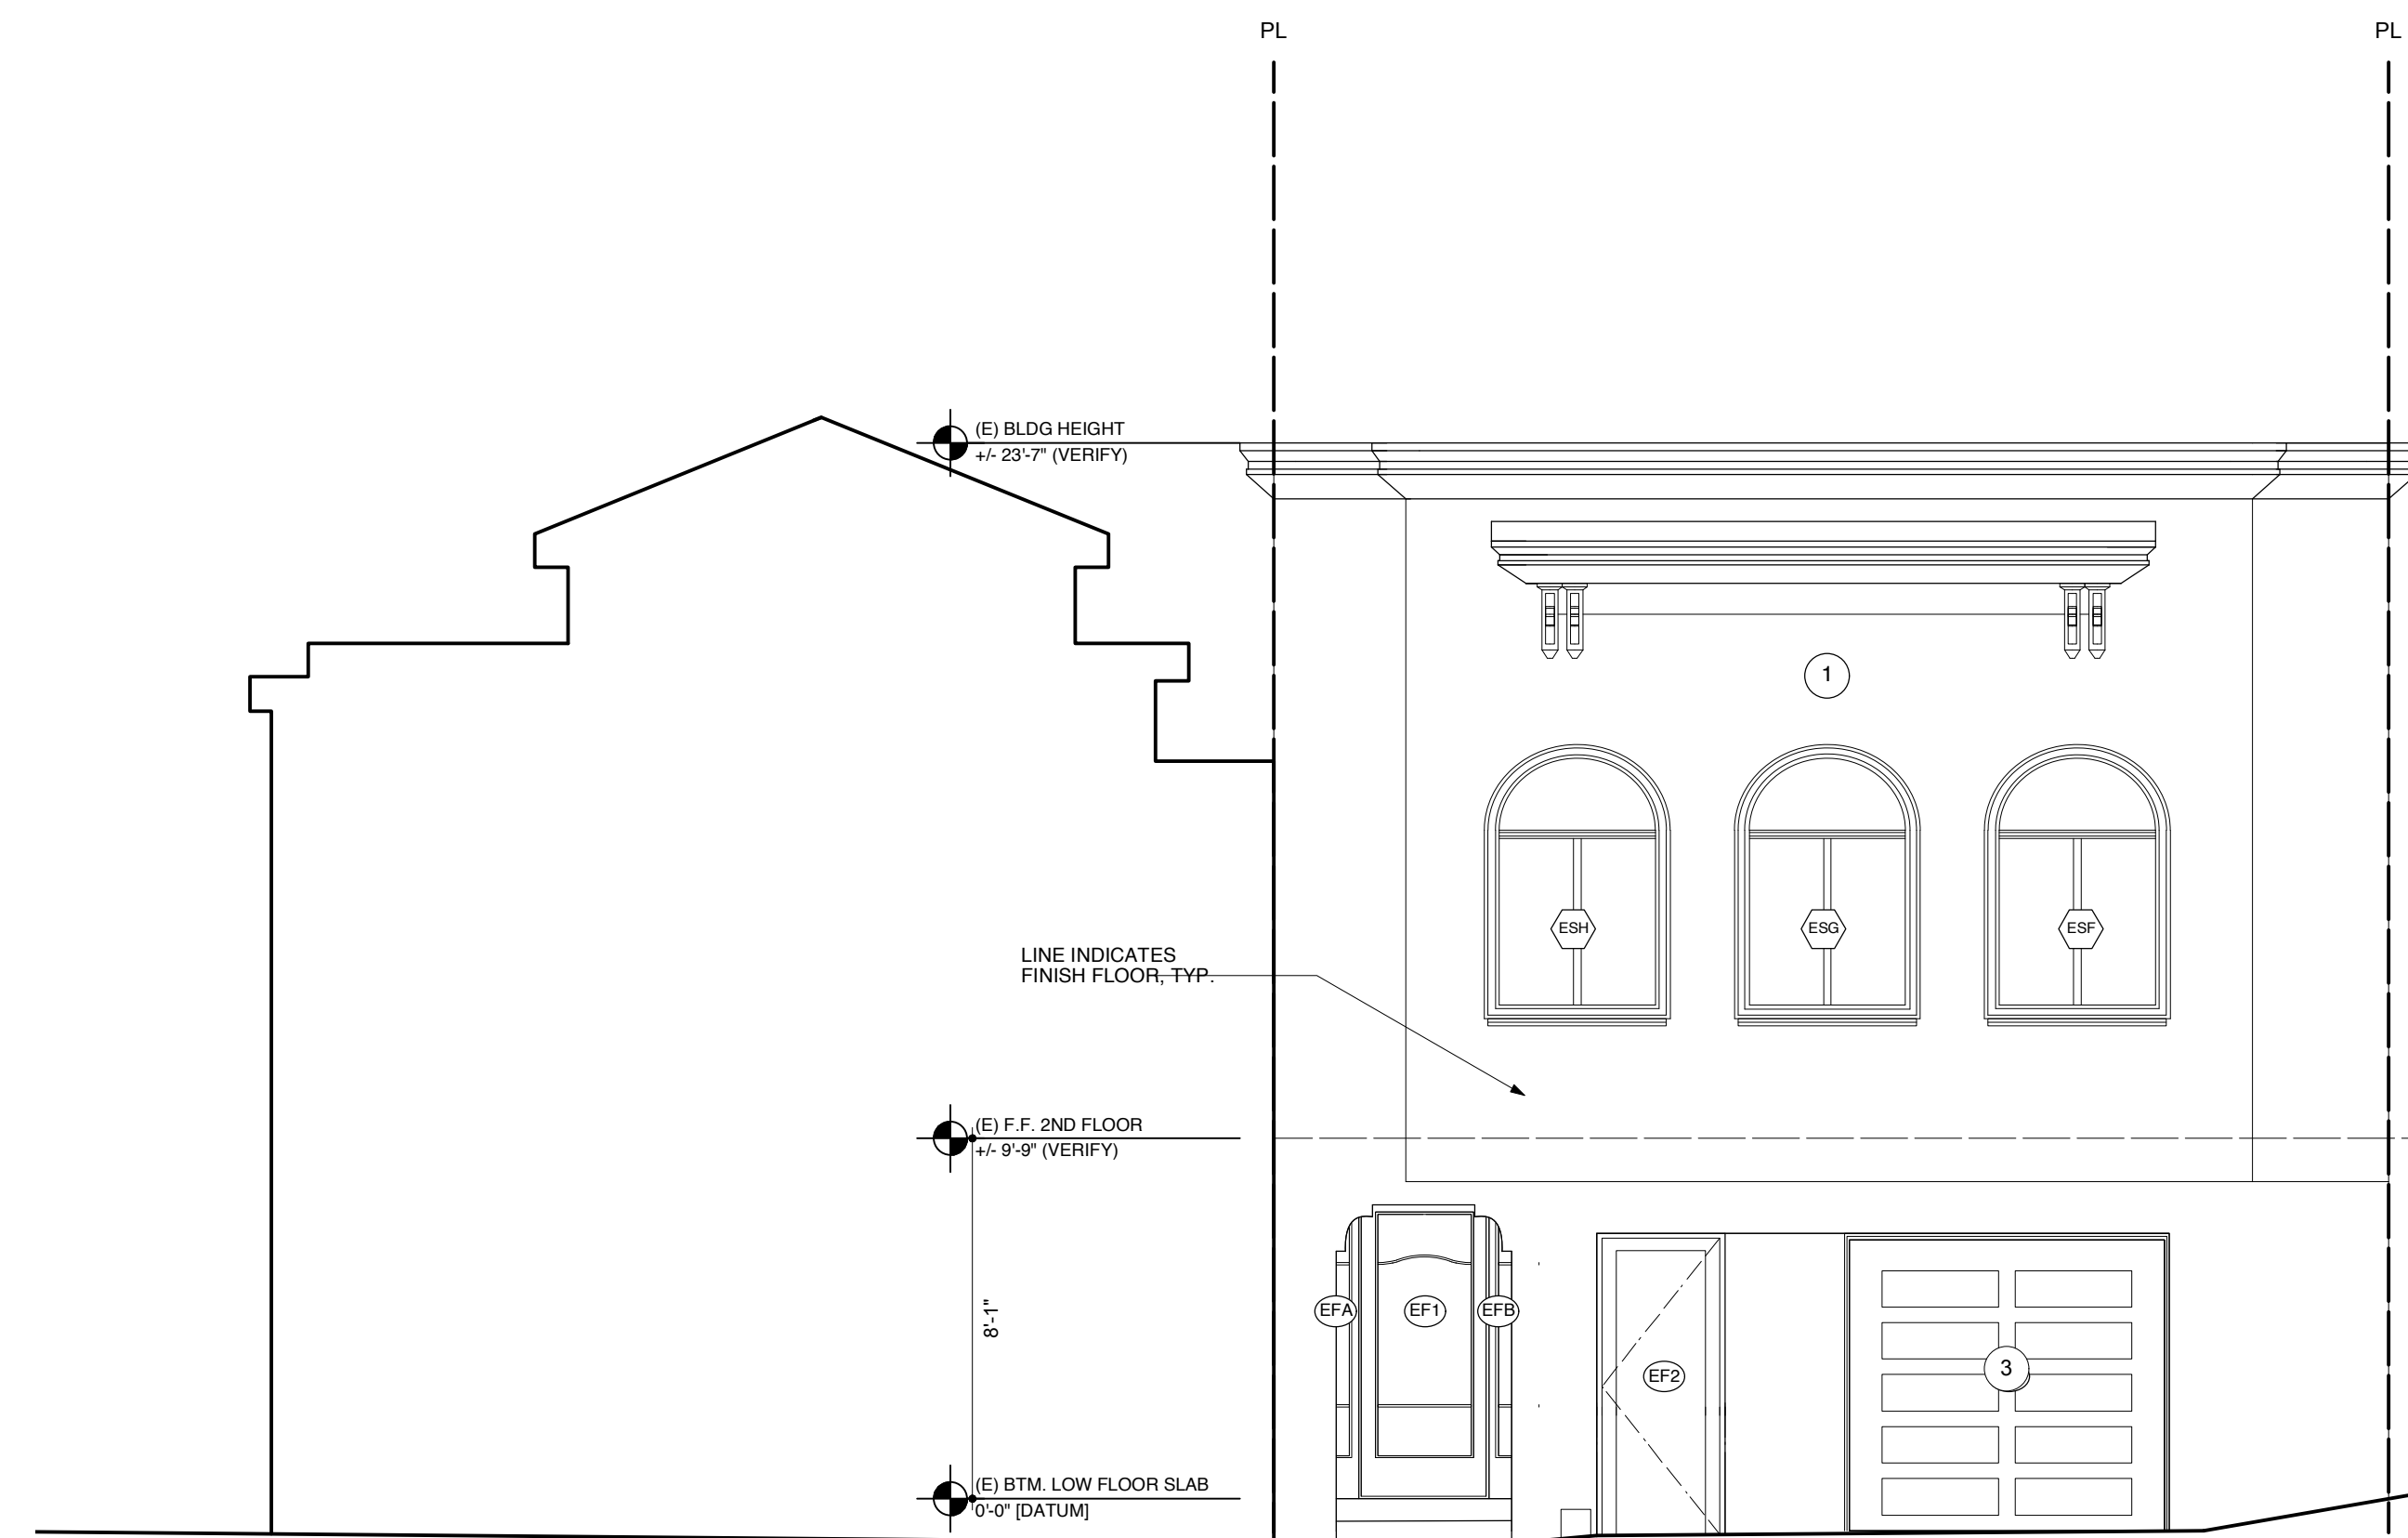 PL
PL
(E) BLDG HEIGHT
+/- 23'-7" (VERIFY)
1
ESH
ESG
ESF
LINE INDICATES
FINISH FLOOR, TYP.
(E) F.F. 2ND FLOOR
+/- 9'-9" (VERIFY)
8'-1"
EFA
EF1
EFB
EF2
3
(E) BTM. LOW FLOOR SLAB
0'-0" [DATUM]